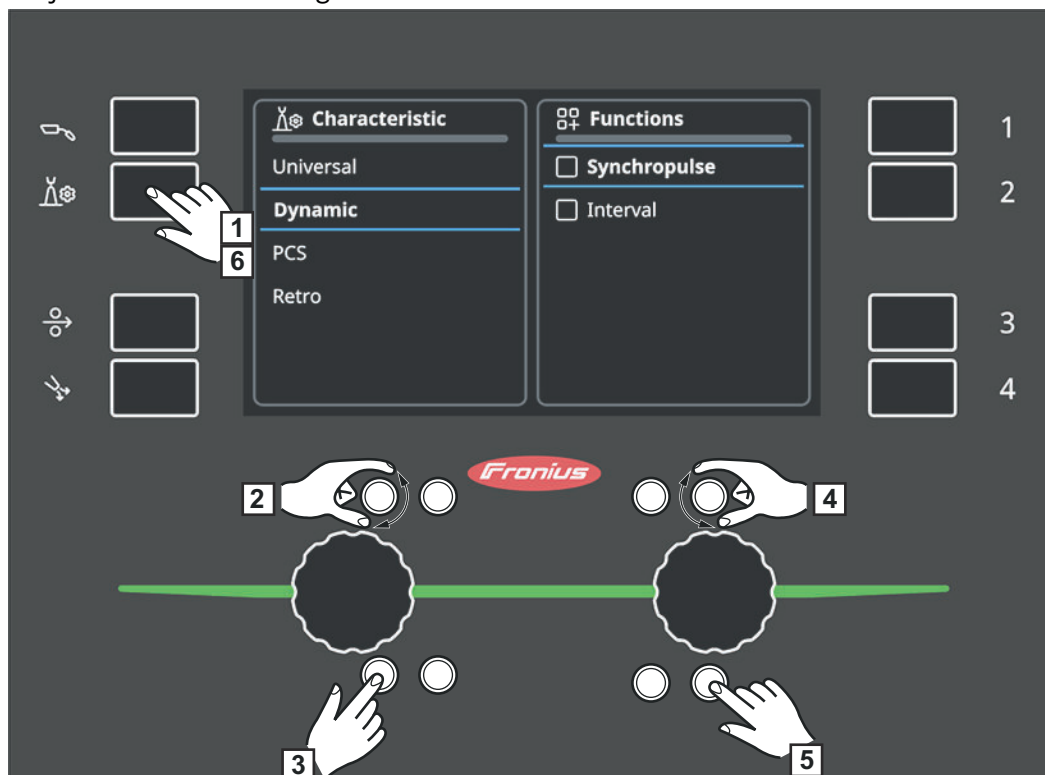 Characteristic
Functions
1
Universal
Synchropulse
2
Dynamic
Interval
1
6
PCS
Retro
3
4
Fronius
2
4
3
5